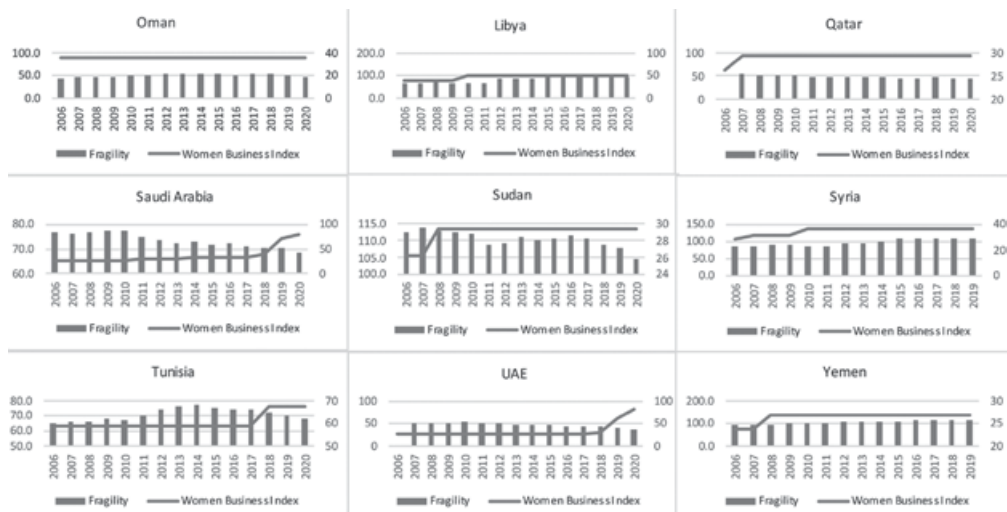 Oman
100.0
50.0
0.0
40
20
0
2006 2007 2008 2009 2010 2011 2012 2013 2014 2015 2016 2017 2018 2019 2020
Fragility Women Business Index
Libya
200.0
100.0
0.0
100
50
0
2006 2007 2008 2009 2010 2011 2012 2013 2014 2015 2016 2017 2018 2019 2020
Fragility Women Business Index
Qatar
100
50
0
30
25
20
2006 2007 2008 2009 2010 2011 2012 2013 2014 2015 2016 2017 2018 2019 2020
Fragility Women Business Index
Saudi Arabia
80.0
70.0
60.0
100
50
0
2006 2007 2008 2009 2010 2011 2012 2013 2014 2015 2016 2017 2018 2019 2020
Fragility Women Business Index
Sudan
115.0
110.0
105.0
100.0
30
28
26
24
2006 2007 2008 2009 2010 2011 2012 2013 2014 2015 2016 2017 2018 2019 2020
Fragility Women Business Index
Syria
150.0
100.0
50.0
0.0
40
20
0
2006 2007 2008 2009 2010 2011 2012 2013 2014 2015 2016 2017 2018 2019
Fragility Women Business Index
Tunisia
80.0
70.0
60.0
50.0
70
60
50
2006 2007 2008 2009 2010 2011 2012 2013 2014 2015 2016 2017 2018 2019 2020
Fragility Women Business Index
UAE
100
50
0
100
50
0
2006 2007 2008 2009 2010 2011 2012 2013 2014 2015 2016 2017 2018 2019 2020
Fragility Women Business Index
Yemen
200.0
100.0
0.0
30
25
20
2006 2007 2008 2009 2010 2011 2012 2013 2014 2015 2016 2017 2018 2019
Fragility Women Business Index